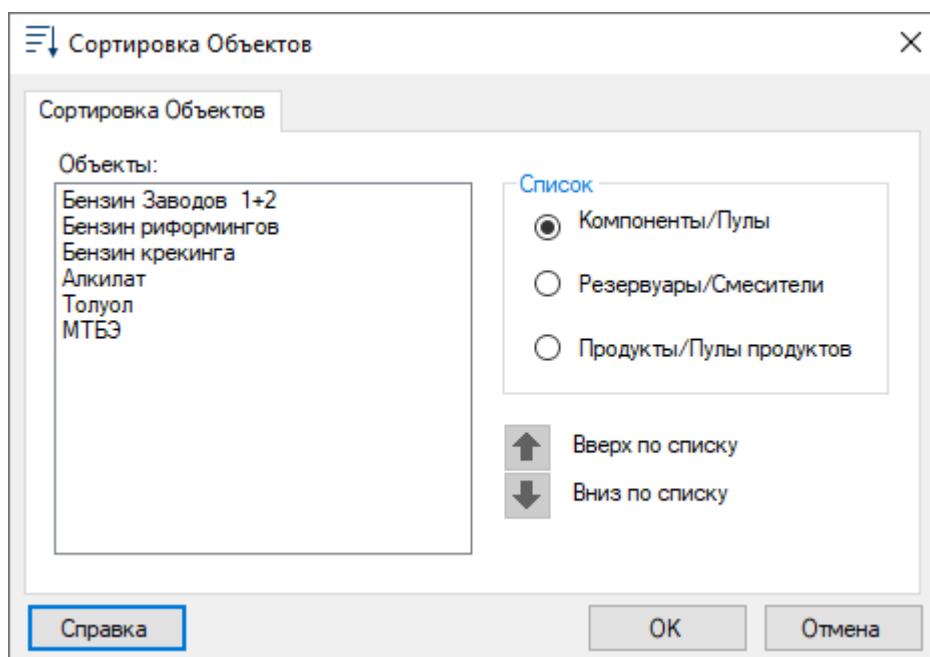 Сортировка Объектов
Сортировка Объектов
Объекты:
Бензин Заводов  1+2
Бензин риформингов
Бензин крекинга
Алкилат
Толуол
МТБЭ
Список
Компоненты/Пулы
Резервуары/Смесители
Продукты/Пулы продуктов
Вверх по списку
Вниз по списку
Справка
OK
Отмена